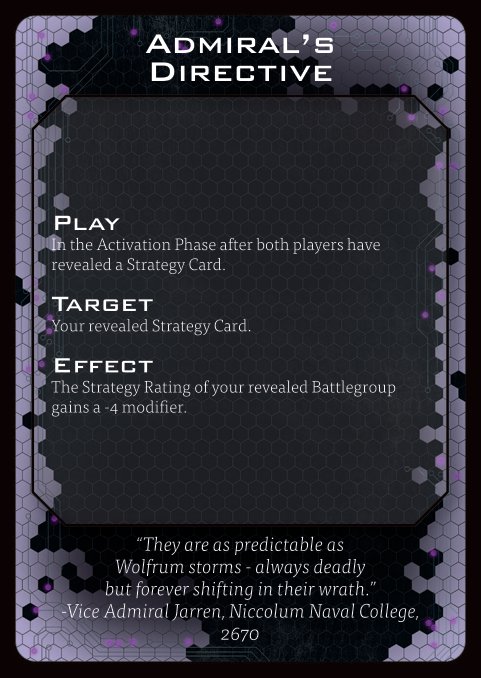 ADMIRAL'S
DIRECTIVE
PLAY
In the Activation Phase after both players have
revealed a Strategy Card.
TARGET
Your revealed Strategy Card.
EFFECT
The Strategy Rating of your revealed Battlegroup
gains a -4 modifier.
“They are as predictable as
Wolfrum storms - always deadly
but forever shifting in their wrath.”
-Vice Admiral Jarren, Niccolum Naval College,
2670